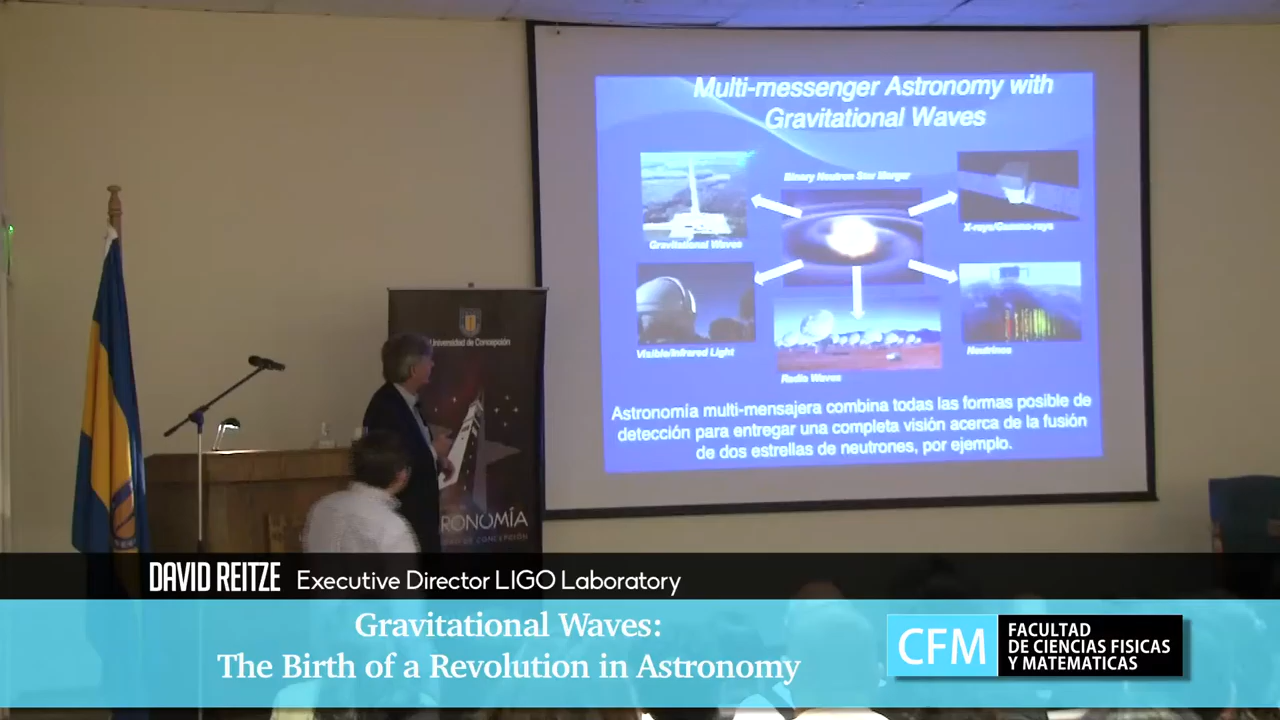 Multi-messenger Astronomy with
Gravitational Waves
Binary Neutron Star Merger
X-rays/Gamma-rays
Gravitational Waves
Visible/Infrared Light
Neutrinos
Radio Waves
Astronomía multi-mensajera combina todas las formas posible de
detección para entregar una completa visión acerca de la fusión
de dos estrellas de neutrones, por ejemplo.
Universidad de Concepción
RONOMÍA
DE CONCEPCIÓN
DAVID REITZE Executive Director LIGO Laboratory
Gravitational Waves:
The Birth of a Revolution in Astronomy
CFM
FACULTAD
DE CIENCIAS FISICAS
Y MATEMATICAS